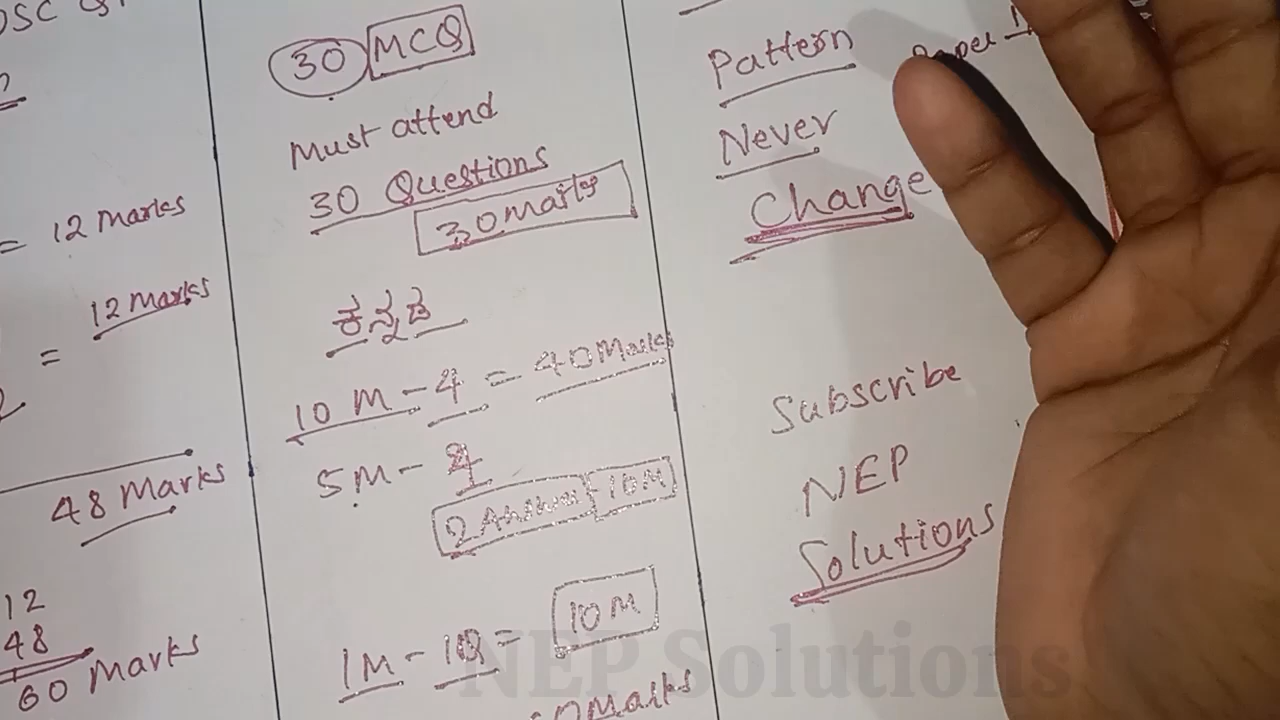 = 12 Marks
= 12 Marks
48 Marks
12
48
60 Marks
30 MCQ
Must attend
30 Questions
30 Marks
ಕನ್ನಡ
10 M - 4 = 40 Marks
5M -
2 Answer - 10M
1M - 10 = 10 M
Marks
Pattern
Never
Change
Subscribe
NEP
Solutions
NEP Solutions